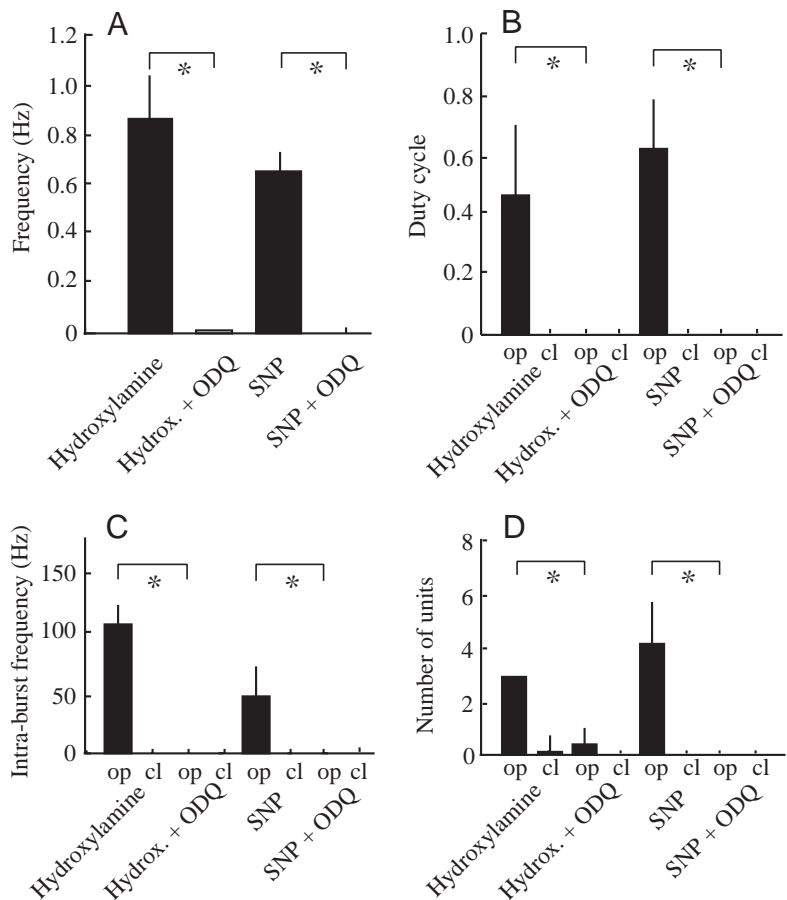 A
Frequency (Hz)
1.2
1.0
0.8
0.6
0.4
0.2
0
*
*
Hydroxylamine
Hydrox. + ODQ
SNP
SNP + ODQ
B
Duty cycle
1.0
0.8
0.6
0.4
0.2
0
*
*
op cl op cl op cl op cl
Hydroxylamine
Hydrox. + ODQ
SNP
SNP + ODQ
C
Intra-burst frequency (Hz)
150
100
50
0
*
*
op cl op cl op cl op cl
Hydroxylamine
Hydrox. + ODQ
SNP
SNP + ODQ
D
Number of units
8
6
4
2
0
*
*
op cl op cl op cl op cl
Hydroxylamine
Hydrox. + ODQ
SNP
SNP + ODQ